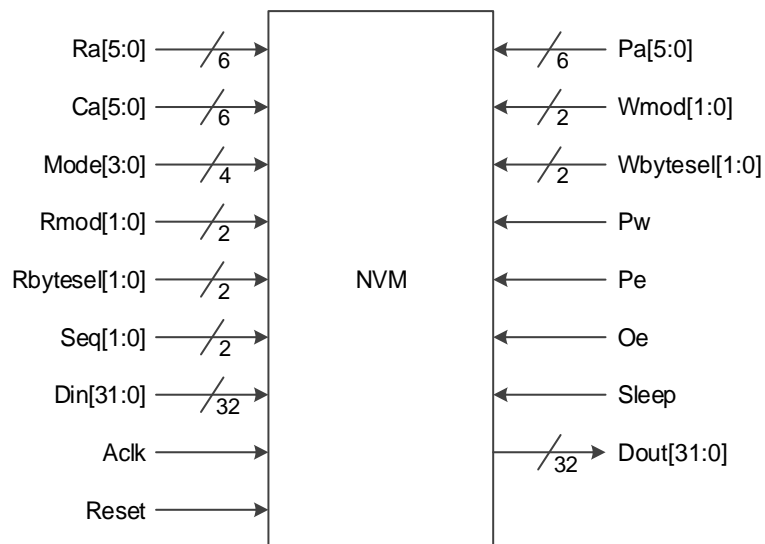 Ra[5:0] 6 6 Pa[5:0]
Ca[5:0] 6 2 Wmod[1:0]
Mode[3:0] 4 2 Wbytesel[1:0]
Rmod[1:0] 2 Pw
Rbytesel[1:0] 2 NVM Pe
Seq[1:0] 2 Oe
Din[31:0] 32 Sleep
Aclk 32 Dout[31:0]
Reset